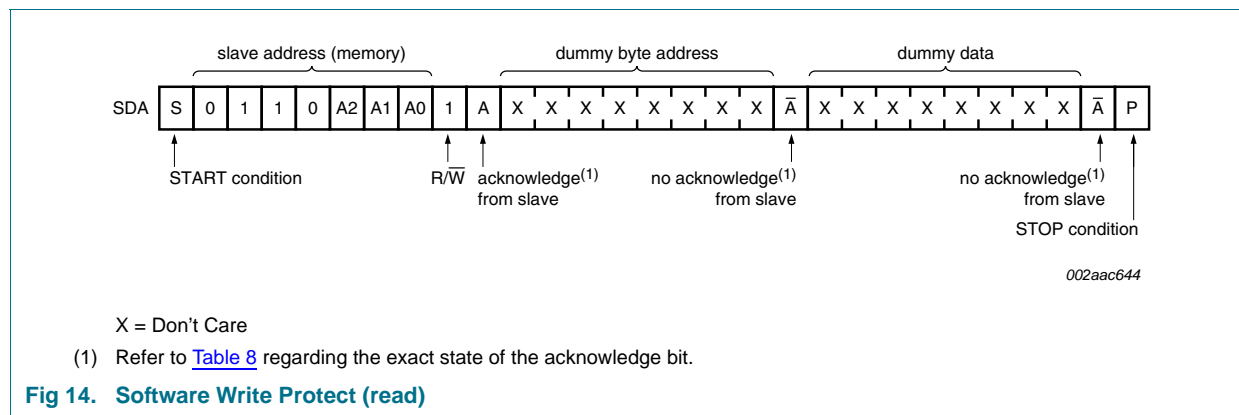 slave address (memory) dummy byte address dummy data
SDA S 0 1 1 0 A2 A1 A0 1 A X X X X X X X X A̅ X X X X X X X X A̅ P
START condition R/W̅ acknowledge(1) no acknowledge(1) no acknowledge(1)
from slave from slave from slave
STOP condition
002aac644
X = Don't Care
(1) Refer to Table 8 regarding the exact state of the acknowledge bit.
Fig 14. Software Write Protect (read)